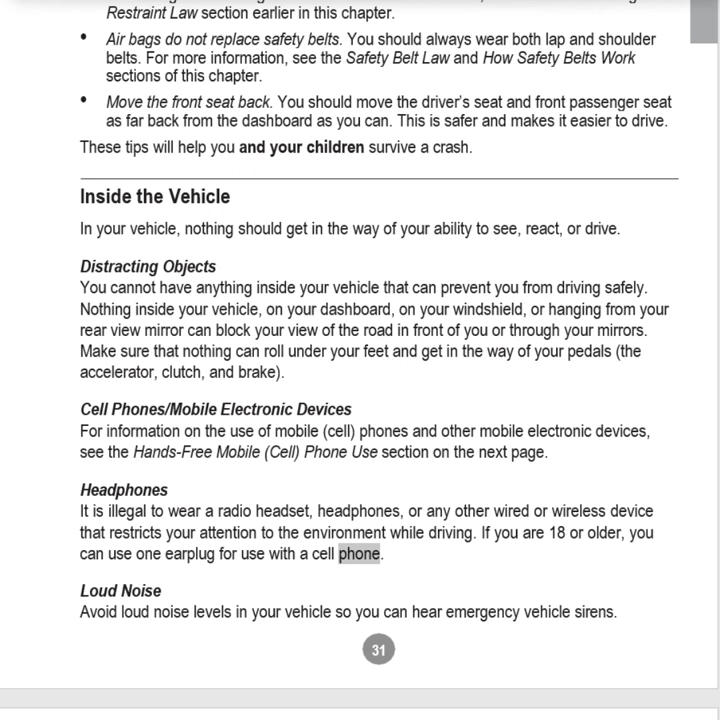 Restraint Law section earlier in this chapter.
• Air bags do not replace safety belts. You should always wear both lap and shoulder
belts. For more information, see the Safety Belt Law and How Safety Belts Work
sections of this chapter.
• Move the front seat back. You should move the driver's seat and front passenger seat
as far back from the dashboard as you can. This is safer and makes it easier to drive.
These tips will help you and your children survive a crash.
Inside the Vehicle
In your vehicle, nothing should get in the way of your ability to see, react, or drive.
Distracting Objects
You cannot have anything inside your vehicle that can prevent you from driving safely.
Nothing inside your vehicle, on your dashboard, on your windshield, or hanging from your
rear view mirror can block your view of the road in front of you or through your mirrors.
Make sure that nothing can roll under your feet and get in the way of your pedals (the
accelerator, clutch, and brake).
Cell Phones/Mobile Electronic Devices
For information on the use of mobile (cell) phones and other mobile electronic devices,
see the Hands-Free Mobile (Cell) Phone Use section on the next page.
Headphones
It is illegal to wear a radio headset, headphones, or any other wired or wireless device
that restricts your attention to the environment while driving. If you are 18 or older, you
can use one earplug for use with a cell phone.
Loud Noise
Avoid loud noise levels in your vehicle so you can hear emergency vehicle sirens.
31